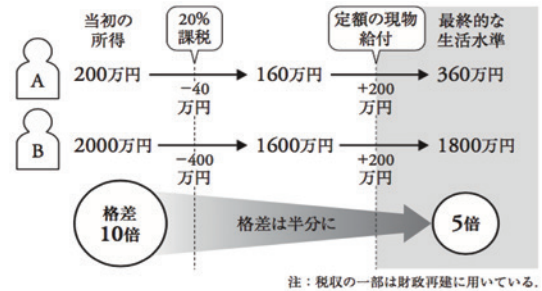 当初の
所得
20%
課税
定額の現物
給付
最終的な
生活水準
A
200万円
−40
万円
160万円
+200
万円
360万円
B
2000万円
−400
万円
1600万円
+200
万円
1800万円
格差
10倍
格差は半分に
5倍
注：税収の一部は財政再建に用いている.